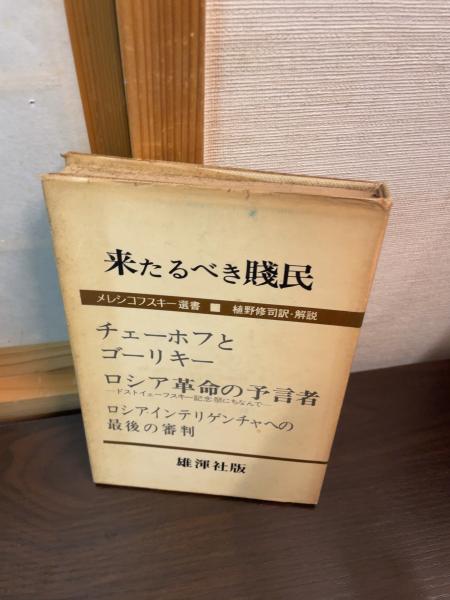 来たるべき賤民
メレシコフスキー選書 ■ 植野修司訳・解説
チェーホフと
ゴーリキー
ロシア革命の予言者
―ドストイェーフスキー記念祭にちなんで―
ロシアインテリゲンチャへの
最後の審判
雄渾社版